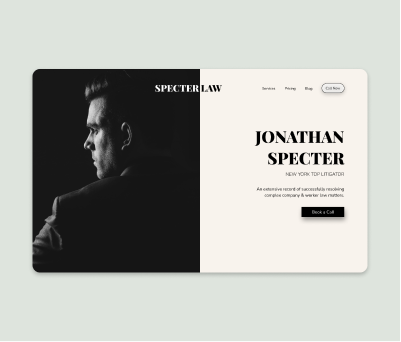 SPECTER LAW
Services Pricing Blog Call Now
JONATHAN
SPECTER
NEW YORK TOP LITIGATOR
An extensive record of successfully resolving
complex company & worker law matters.
Book a Call